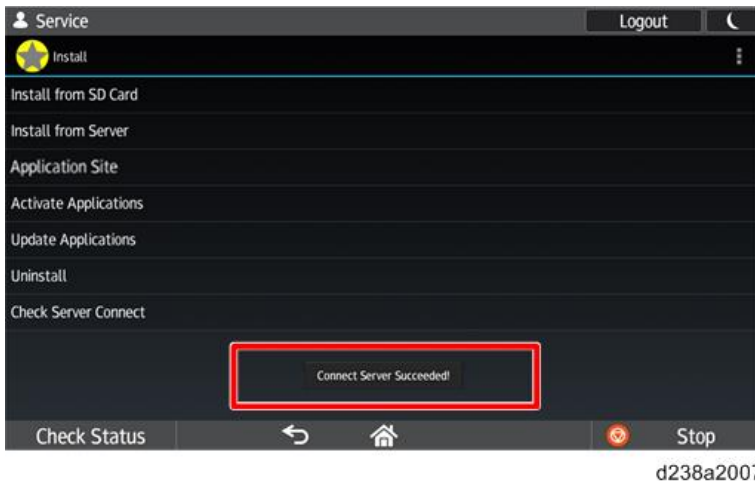 Service
Logout
Install
Install from SD Card
Install from Server
Application Site
Activate Applications
Update Applications
Uninstall
Check Server Connect
Connect Server Succeeded!
Check Status
Stop
d238a2007